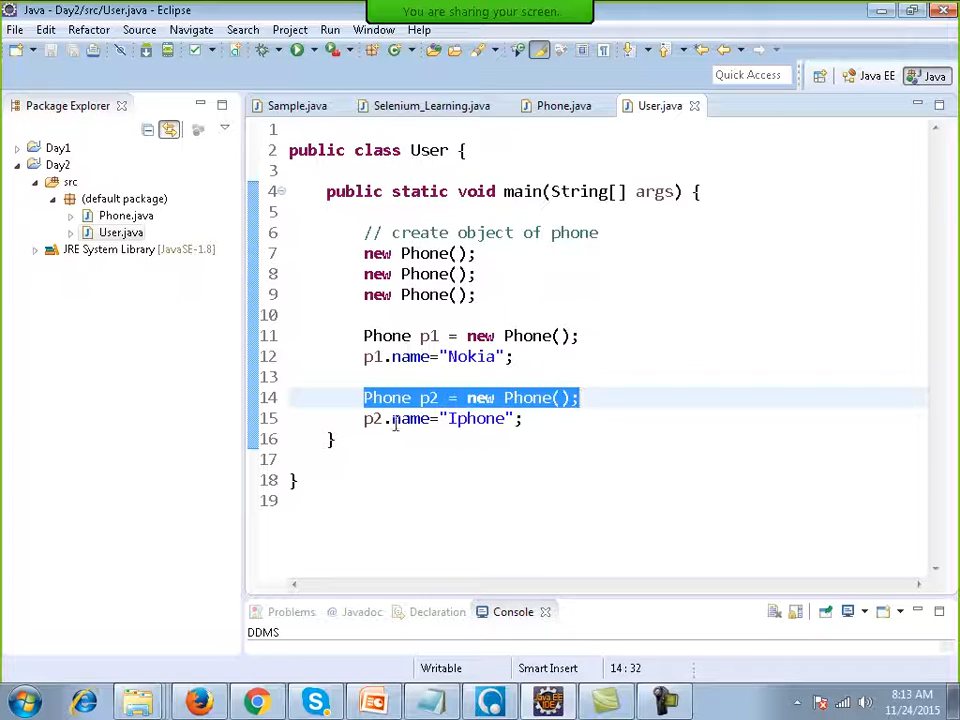 Java - Day2/src/User.java - Eclipse
You are sharing your screen.
File Edit Refactor Source Navigate Search Project Run Window Help
Quick Access
Java EE
Java
Package Explorer
Sample.java
Selenium_Learning.java
Phone.java
User.java
Day1
Day2
src
(default package)
Phone.java
User.java
JRE System Library [JavaSE-1.8]
1
2 public class User {
3
4 public static void main(String[] args) {
5
6 // create object of phone
7 new Phone();
8 new Phone();
9 new Phone();
10
11 Phone p1 = new Phone();
12 p1.name="Nokia";
13
14 Phone p2 = new Phone();
15 p2.name="Iphone";
16 }
17
18 }
19
Problems @ Javadoc Declaration Console
DDMS
Writable Smart Insert 14 : 32
8:13 AM
11/24/2015